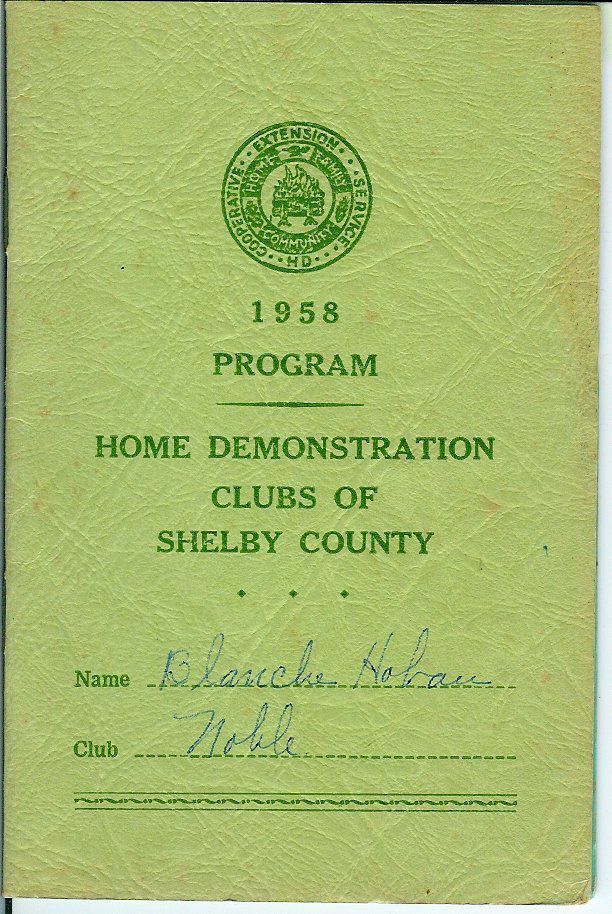 COOPERATIVE · · EXTENSION · · · SERVICE · · ·
· · HD · ·
HOME FAMILY
COMMUNITY
1958
PROGRAM
HOME DEMONSTRATION
CLUBS OF
SHELBY COUNTY
Name Blanche Hoban
Club Noble